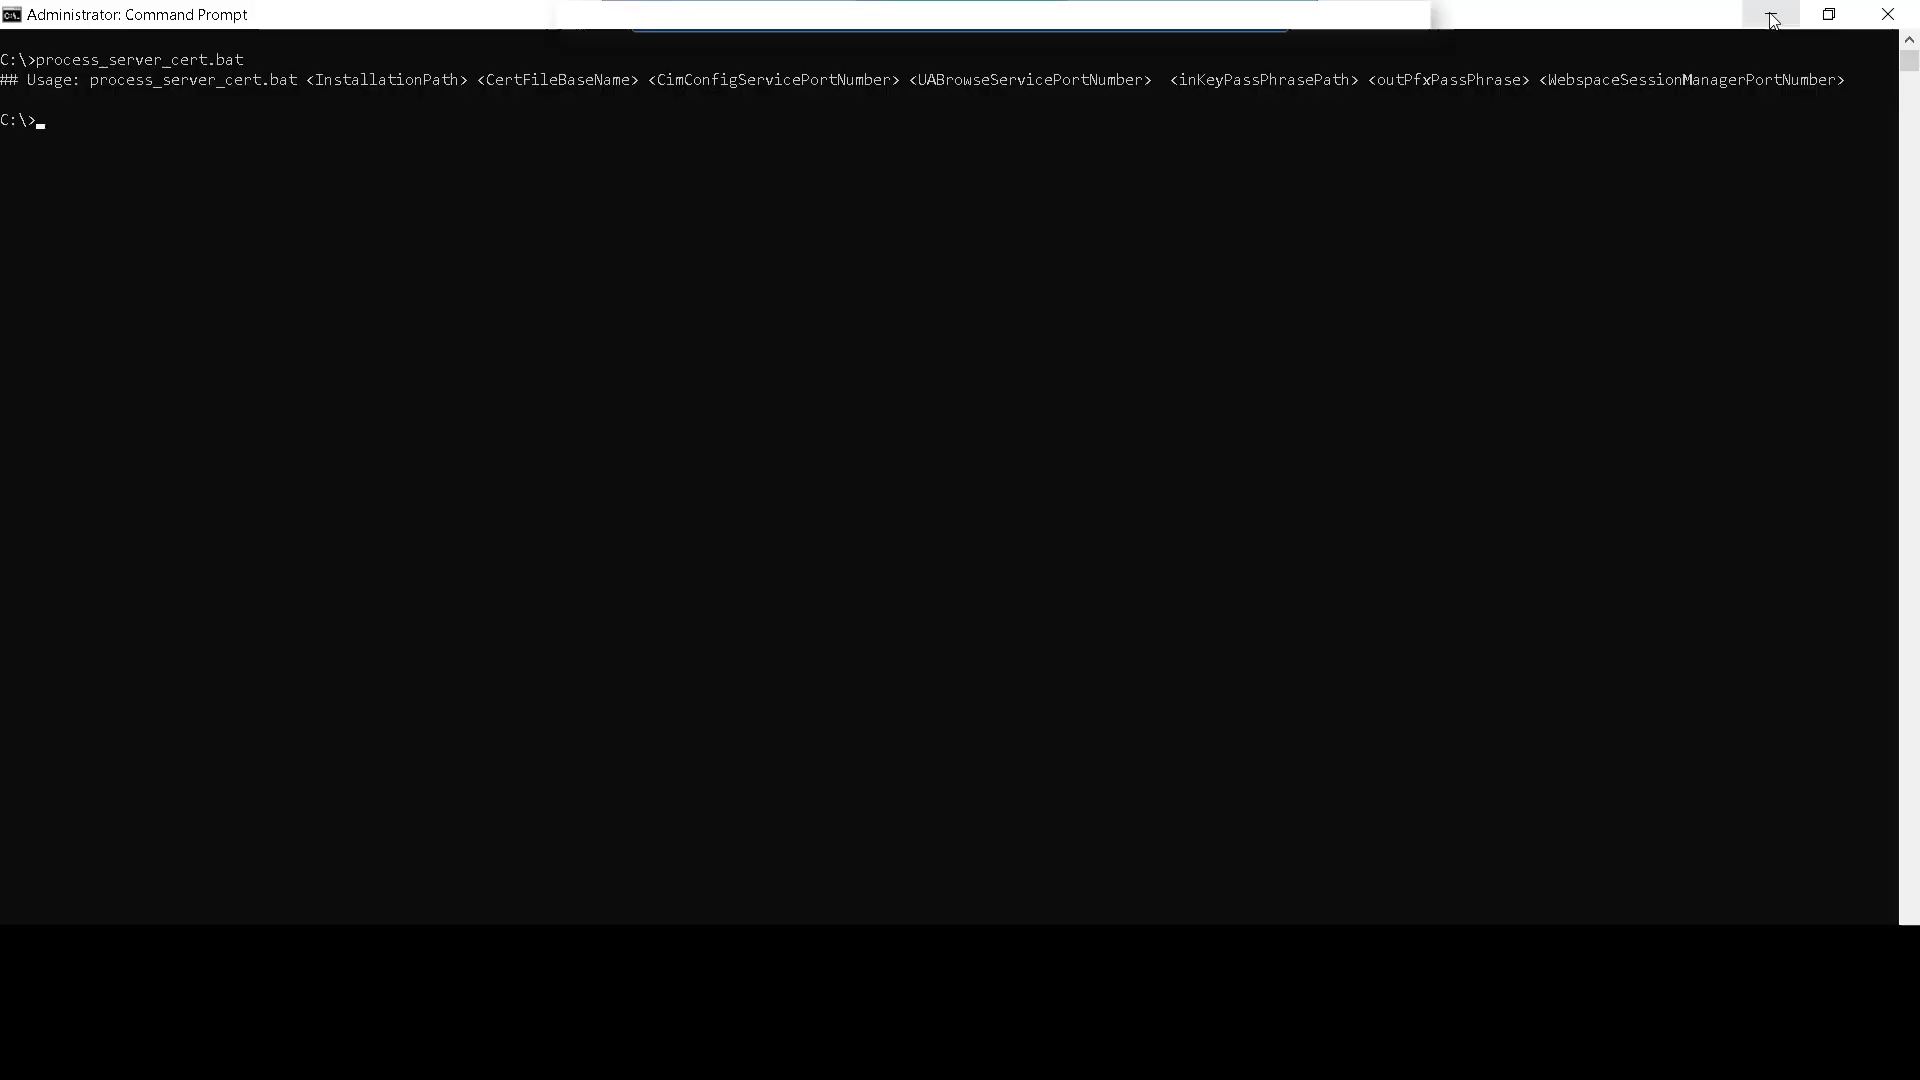 Administrator: Command Prompt
C:\>process_server_cert.bat
## Usage: process_server_cert.bat <InstallationPath> <CertFileBaseName> <CimConfigServicePortNumber> <UABrowseServicePortNumber>  <inKeyPassPhrasePath> <outPfxPassPhrase> <WebspaceSessionManagerPortNumber>
C:\>